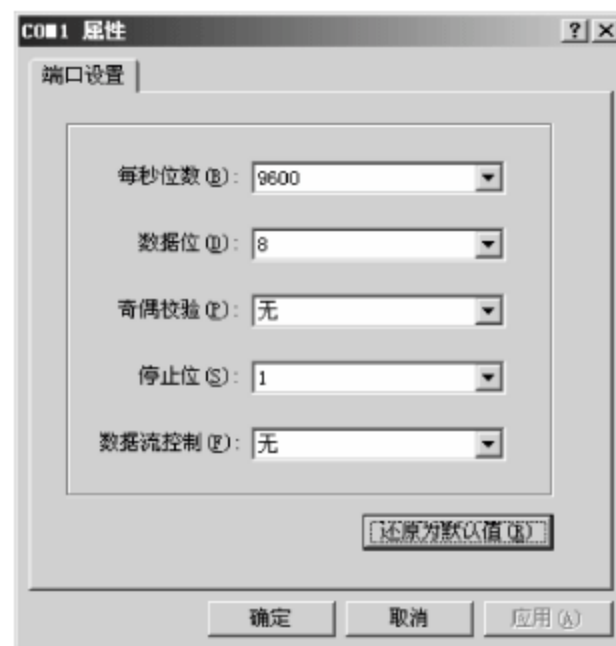 COM1 属性
端口设置
每秒位数(B): 9600
数据位(D): 8
奇偶校验(P): 无
停止位(S): 1
数据流控制(F): 无
还原为默认值(R)
确定 取消 应用(A)